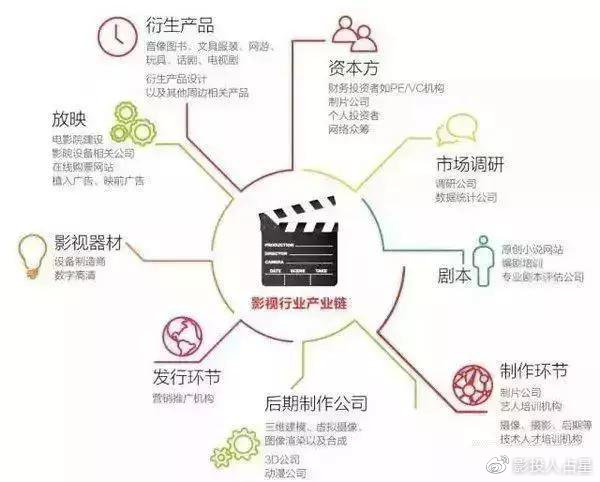 衍生产品
音像图书、文具服装、网游、
玩具、话剧、电视剧
衍生产品设计
以及其他周边相关产品
资本方
财务投资者如PE/VC机构
制片公司
个人投资者
网络众筹
放映
电影院建设
影院设备相关公司
在线购票网站
植入广告、映前广告
市场调研
调研公司
数据统计公司
影视器材
设备制造商
数字高清
PRODUCTION
DIRECTOR
CAMERA
DATE SCENE TAKE
影视行业产业链
剧本
原创小说网站
编剧培训
专业剧本评估公司
发行环节
营销推广机构
后期制作公司
三维建模、虚拟摄像、
图像渲染以及合成
3D公司
动漫公司
制作环节
制片公司
艺人培训机构
摄像、摄影、后期等
技术人才培训机构
@影投人占星